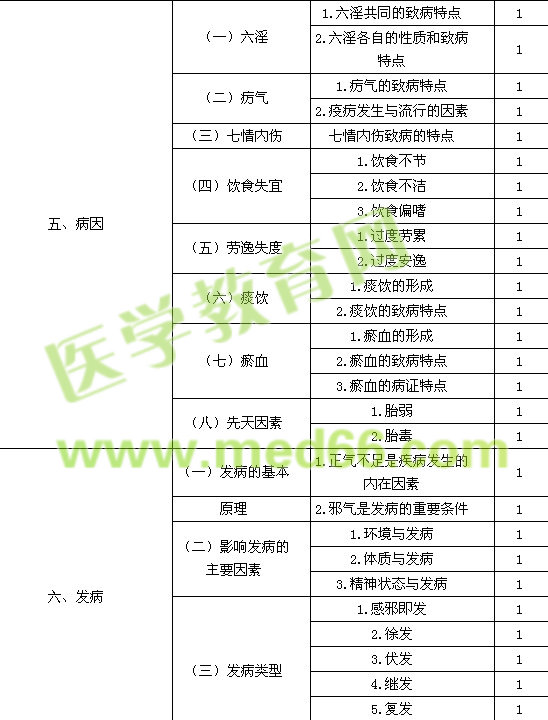 五、病因
（一）六淫
1.六淫共同的致病特点
1
2.六淫各自的性质和致病
特点
1
（二）疠气
1.疠气的致病特点
1
2.疫疠发生与流行的因素
1
（三）七情内伤
七情内伤致病的特点
1
（四）饮食失宜
1.饮食不节
1
2.饮食不洁
1
3.饮食偏嗜
1
（五）劳逸失度
1.过度劳累
1
2.过度安逸
1
（六）痰饮
1.痰饮的形成
1
2.痰饮的致病特点
1
（七）瘀血
1.瘀血的形成
1
2.瘀血的致病特点
1
3.瘀血的病证特点
1
（八）先天因素
1.胎弱
1
2.胎毒
1
六、发病
（一）发病的基本
原理
1.正气不足是疾病发生的
内在因素
1
2.邪气是发病的重要条件
1
（二）影响发病的
主要因素
1.环境与发病
1
2.体质与发病
1
3.精神状态与发病
1
（三）发病类型
1.感邪即发
1
2.徐发
1
3.伏发
1
4.继发
1
5.复发
1
医学教育网
www.med66.com